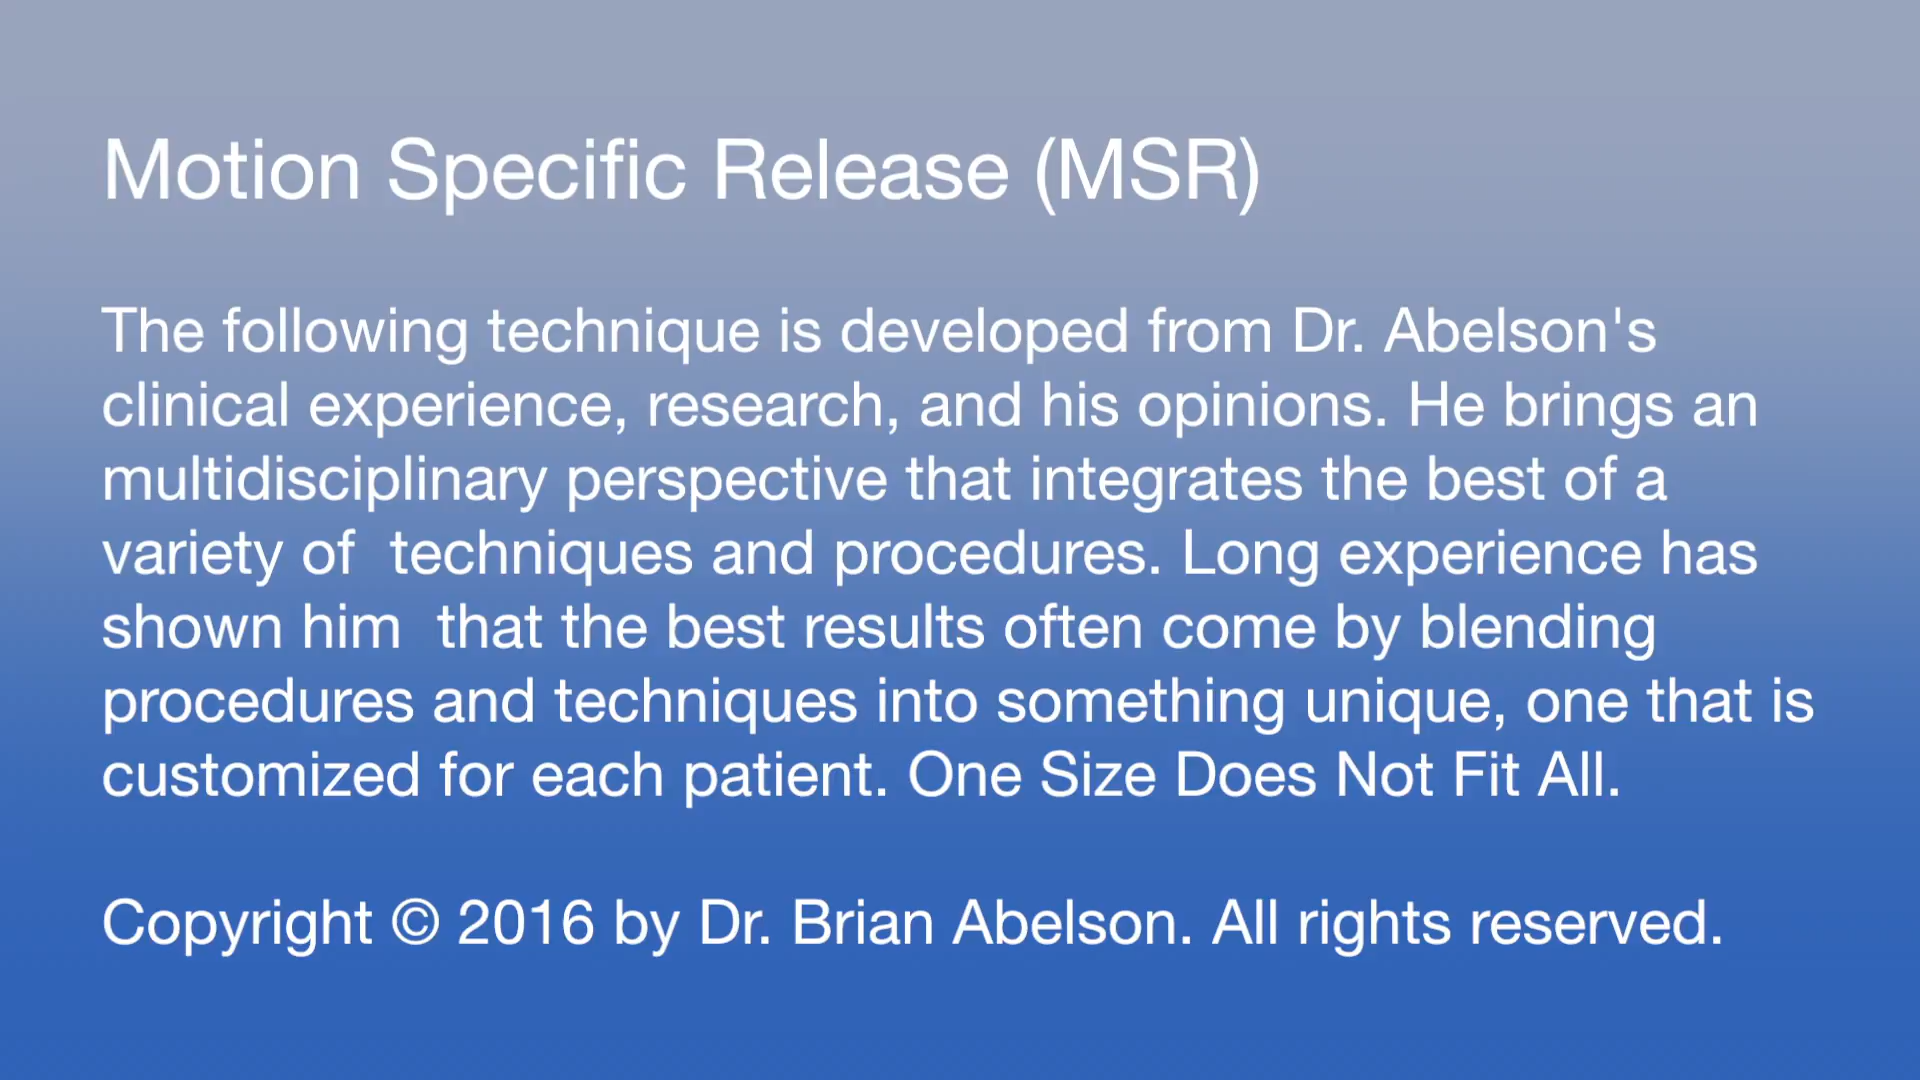 Motion Specific Release (MSR)
The following technique is developed from Dr. Abelson's
clinical experience, research, and his opinions. He brings an
multidisciplinary perspective that integrates the best of a
variety of  techniques and procedures. Long experience has
shown him  that the best results often come by blending
procedures and techniques into something unique, one that is
customized for each patient. One Size Does Not Fit All.
Copyright © 2016 by Dr. Brian Abelson. All rights reserved.